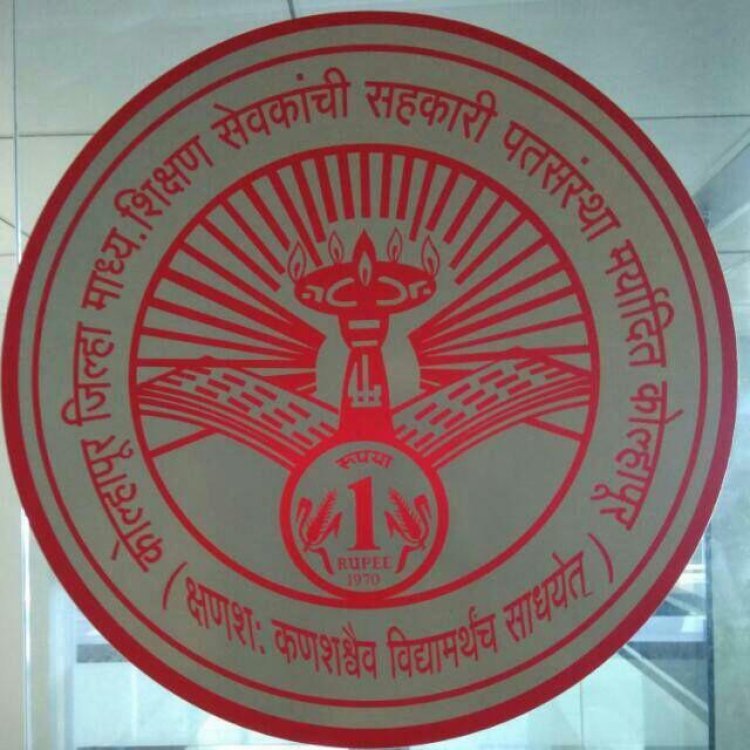 कोल्हापूर जिल्हा माध्य. शिक्षण सेवकांची सहकारी पतसंस्था मर्यादित कोल्हापूर
रूपया
1
RUPEE
1970
( क्षणशः कणशश्चैव विद्यामर्थंच साधयेत् )